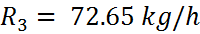 R₃ = 72.65 kg/h